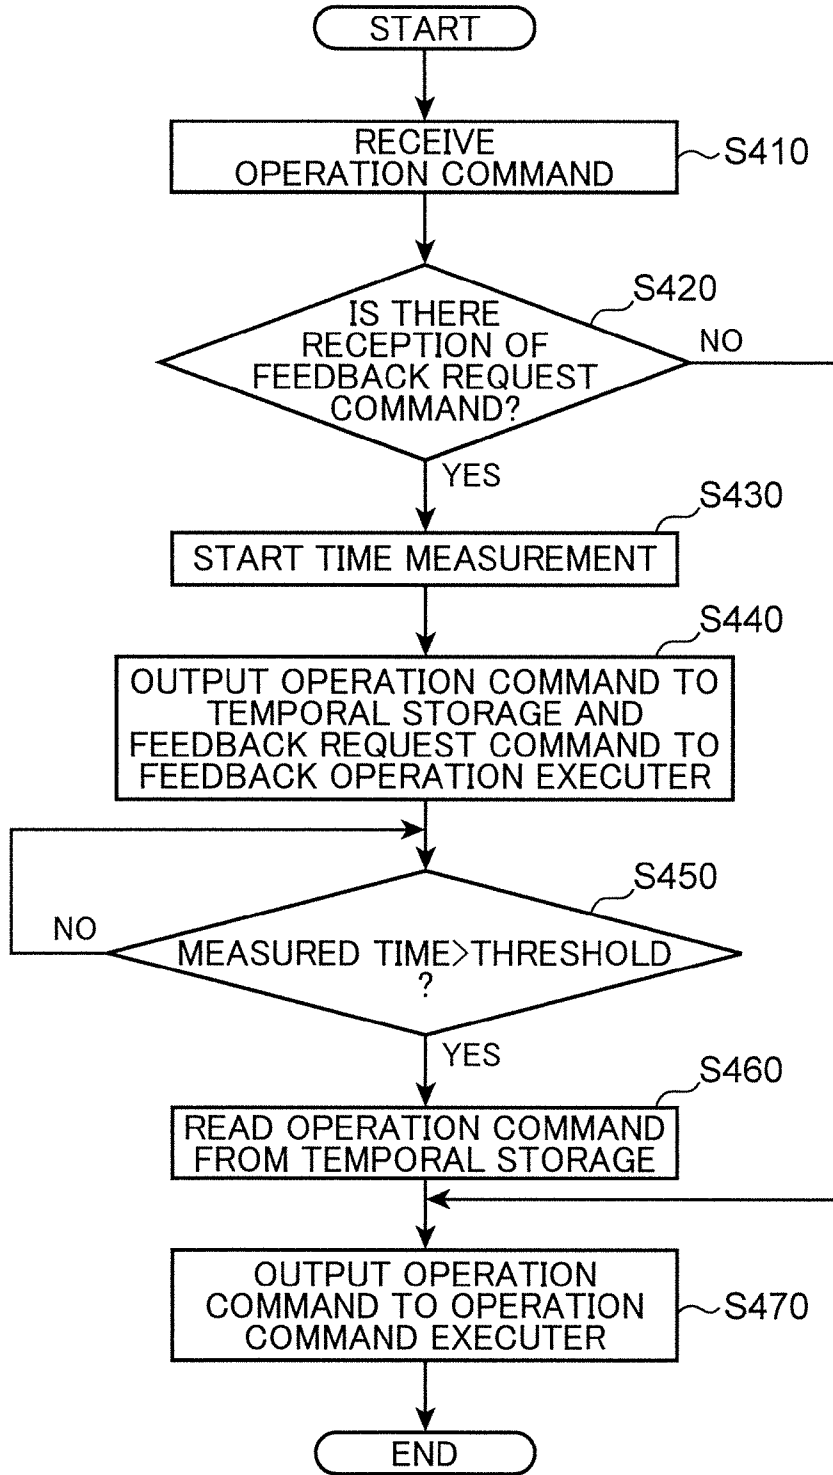 START
RECEIVE
OPERATION COMMAND
S410
S420
IS THERE
RECEPTION OF
FEEDBACK REQUEST
COMMAND?
NO
YES
S430
START TIME MEASUREMENT
S440
OUTPUT OPERATION COMMAND TO
TEMPORAL STORAGE AND
FEEDBACK REQUEST COMMAND TO
FEEDBACK OPERATION EXECUTER
S450
NO
MEASURED TIME>THRESHOLD
?
YES
S460
READ OPERATION COMMAND
FROM TEMPORAL STORAGE
OUTPUT OPERATION
COMMAND TO OPERATION
COMMAND EXECUTER
S470
END